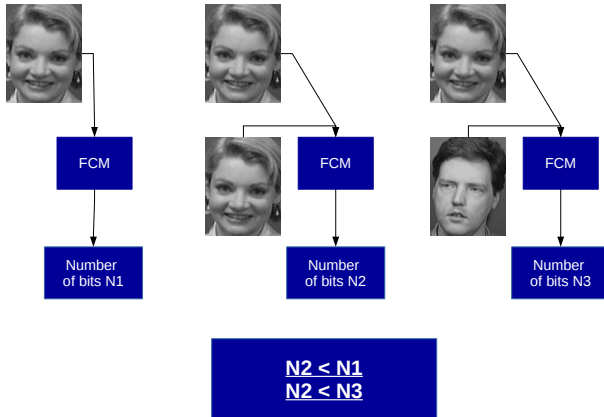 FCM
FCM
FCM
Number
of bits N1
Number
of bits N2
Number
of bits N3
N2 < N1
N2 < N3